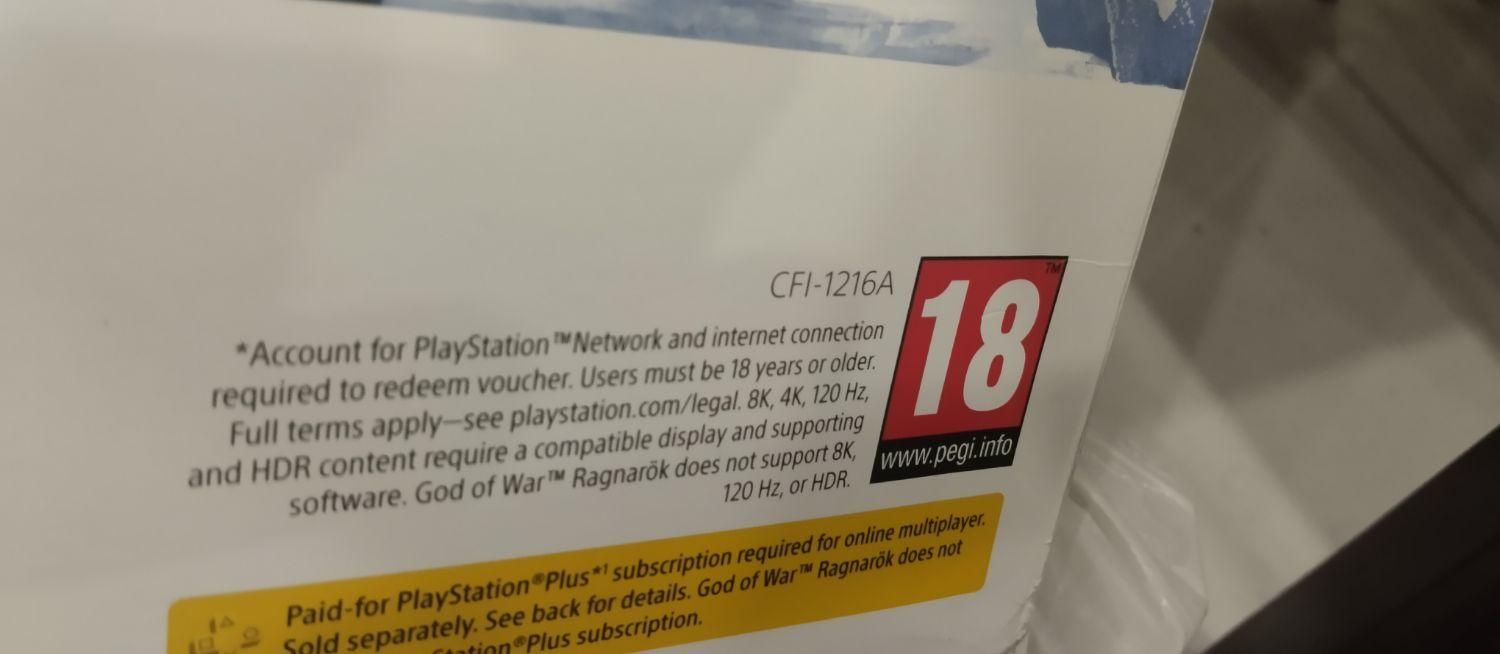 CFI-1216A
*Account for PlayStation™Network and internet connection
required to redeem voucher. Users must be 18 years or older.
Full terms apply—see playstation.com/legal. 8K, 4K, 120 Hz,
and HDR content require a compatible display and supporting
software. God of War™ Ragnarök does not support 8K,
120 Hz, or HDR.
18™
www.pegi.info
Paid-for PlayStation®Plus*¹ subscription required for online multiplayer.
Sold separately. See back for details. God of War™ Ragnarök does not
®Plus subscription.